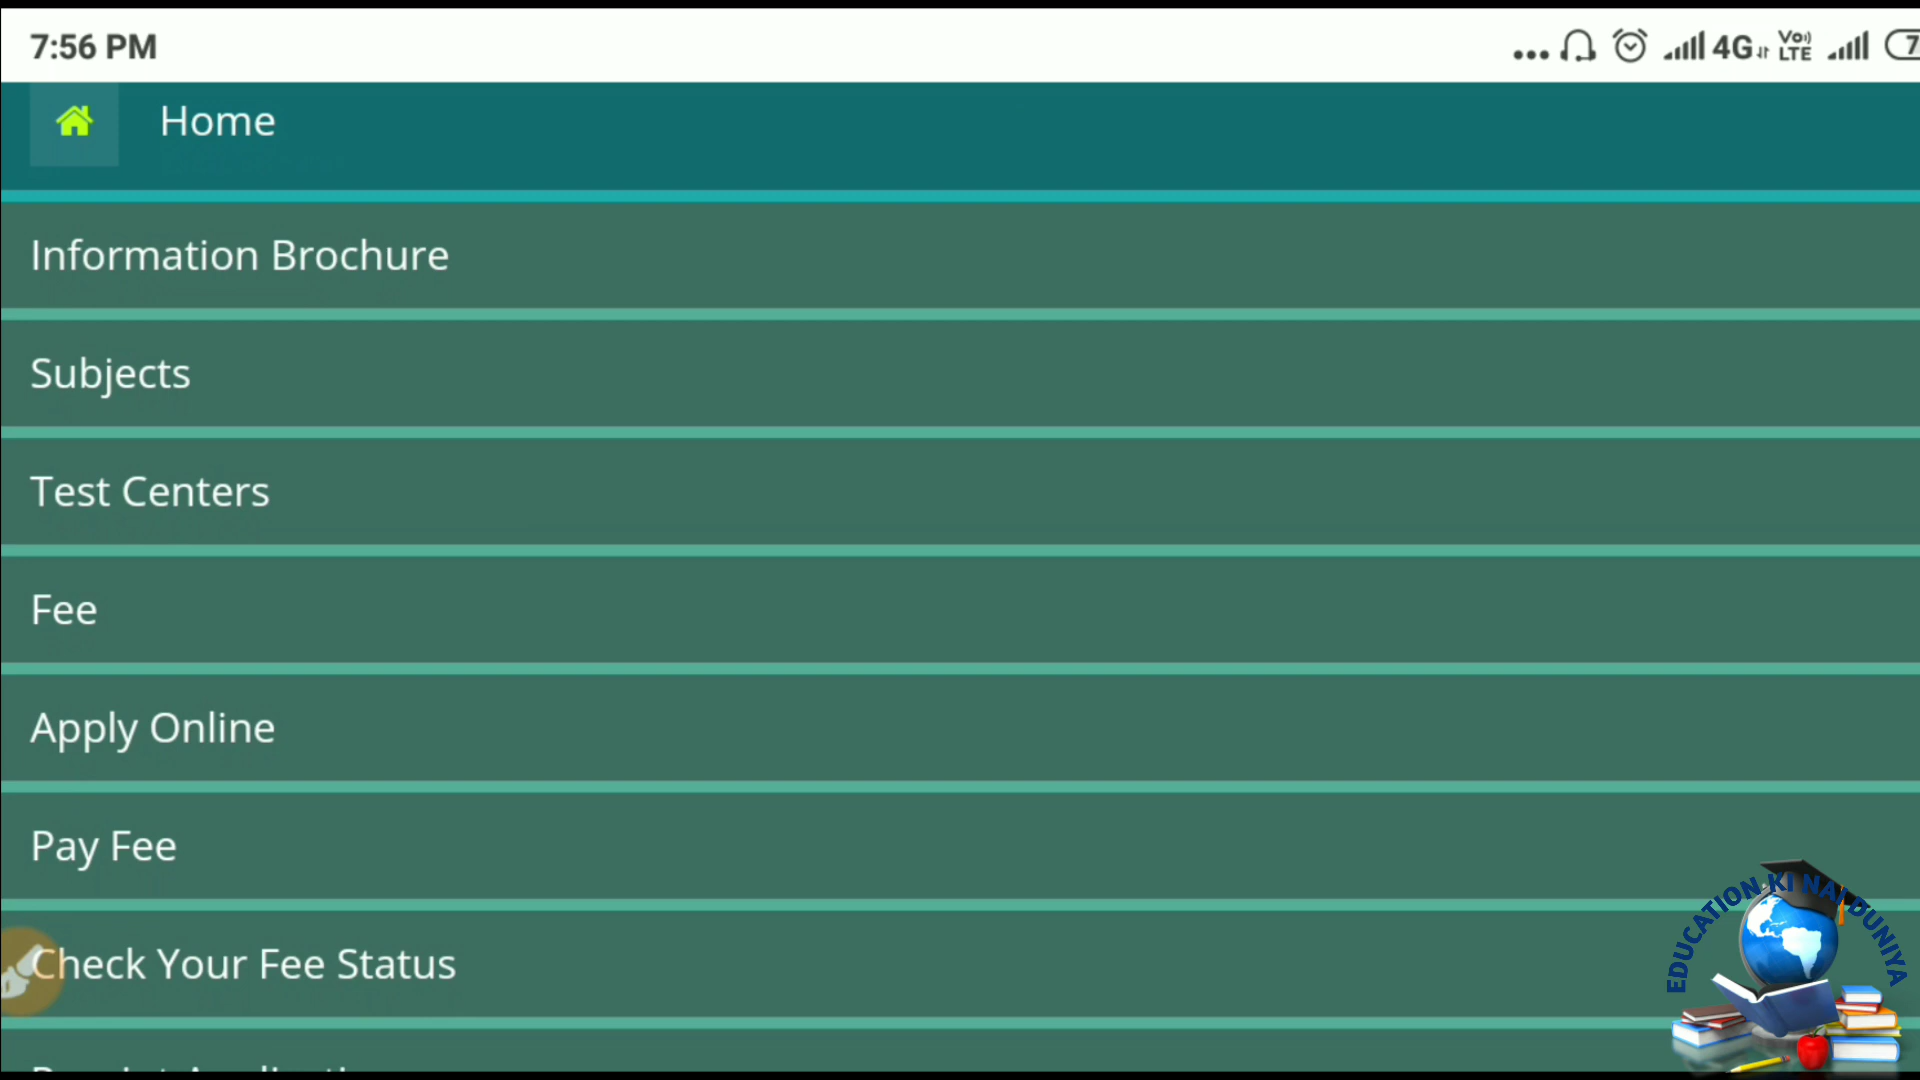 7:56 PM
4G
Vo)) LTE
7
Home
Information Brochure
Subjects
Test Centers
Fee
Apply Online
Pay Fee
Check Your Fee Status
EDUCATION KI NAI DUNIYA